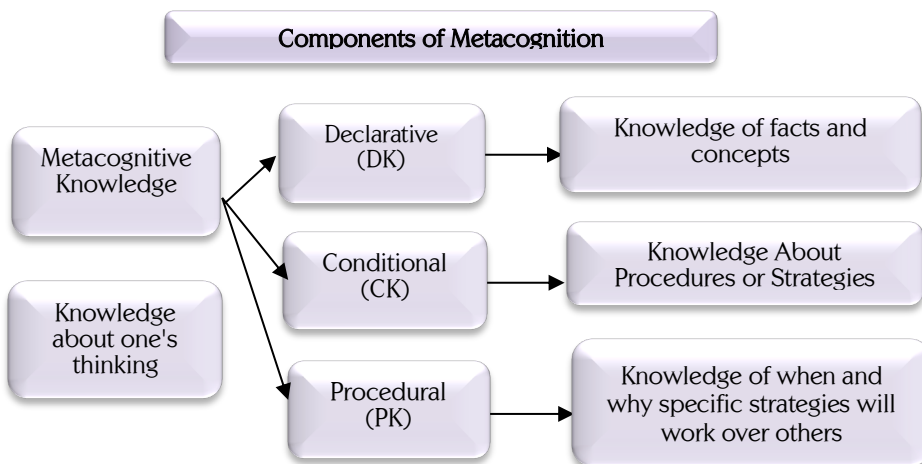 Components of Metacognition
Metacognitive
Knowledge
Knowledge
about one's
thinking
Declarative
(DK)
Knowledge of facts and
concepts
Conditional
(CK)
Knowledge About
Procedures or Strategies
Procedural
(PK)
Knowledge of when and
why specific strategies will
work over others